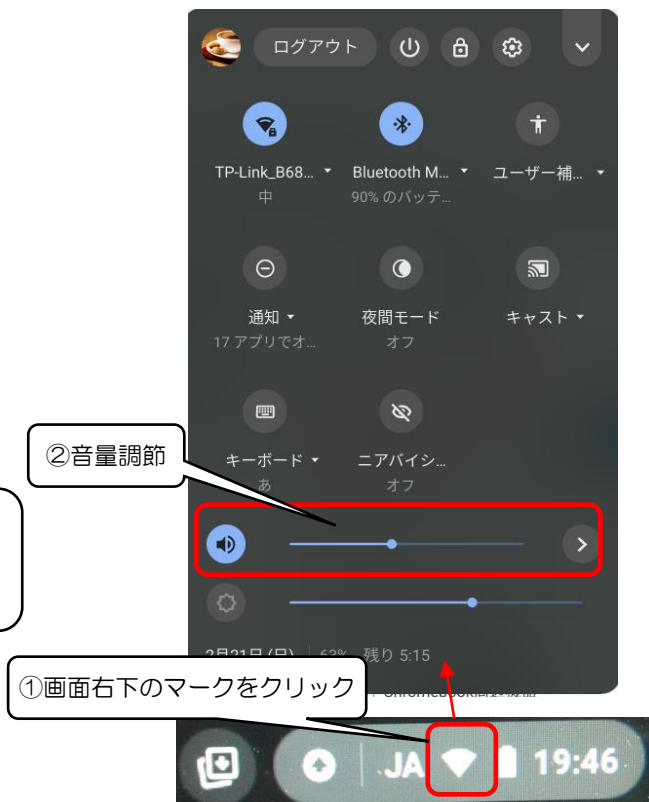 ログアウト
TP-Link_B68...
中
Bluetooth M...
90% のバッテ...
ユーザー補...
通知
17 アプリでオ...
夜間モード
オフ
キャスト
キーボード
あ
ニアバイシ...
オフ
②音量調節
2月21日 (日) 63% 残り 5:15
①画面右下のマークをクリック
JA 19:46